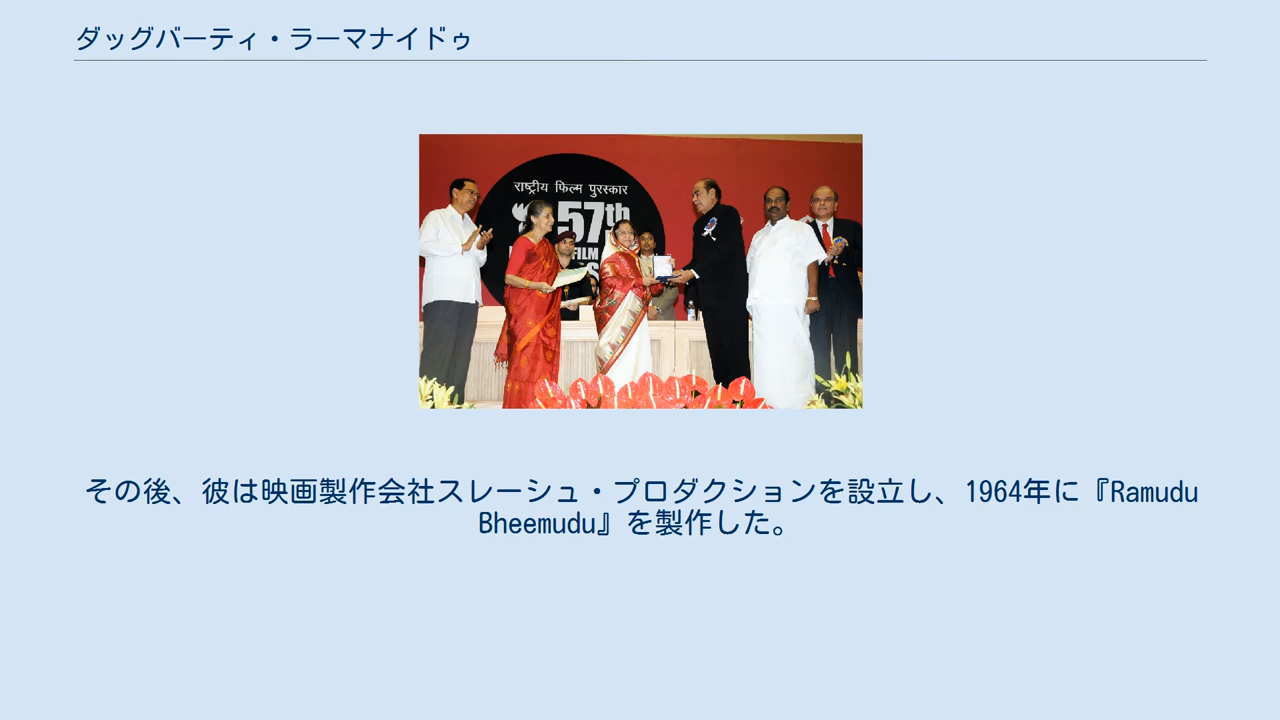 ダッグバーティ・ラーマナイドゥ
राष्ट्रीय फिल्म पुरस्कार
57th
FILM
その後、彼は映画製作会社スレーシュ・プロダクションを設立し、1964年に『Ramudu
Bheemudu』を製作した。